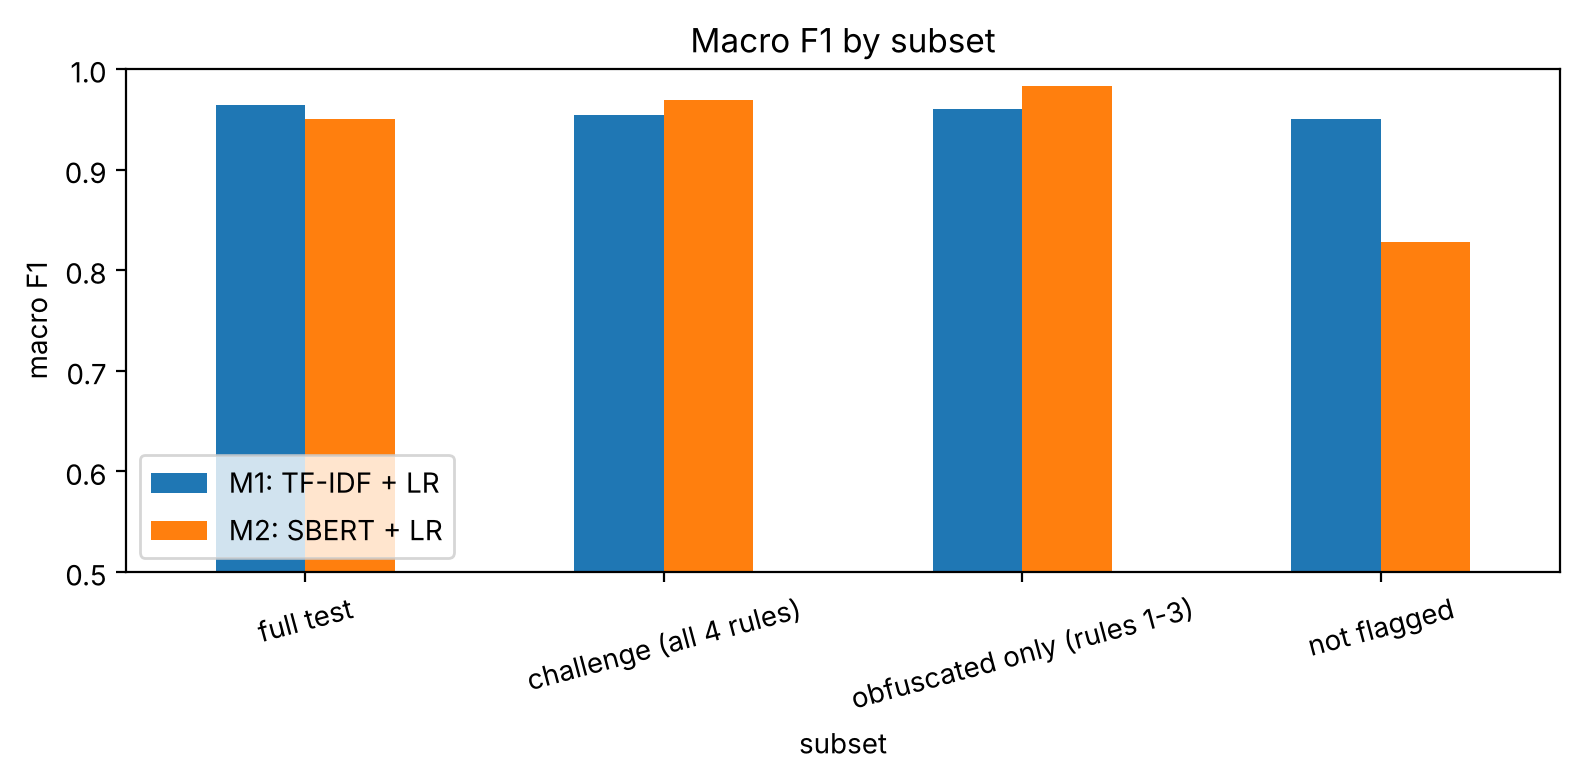 Macro F1 by subset
macro F1
1.0
0.9
0.8
0.7
0.6
0.5
M1: TF-IDF + LR
M2: SBERT + LR
full test
challenge (all 4 rules)
obfuscated only (rules 1-3)
not flagged
subset